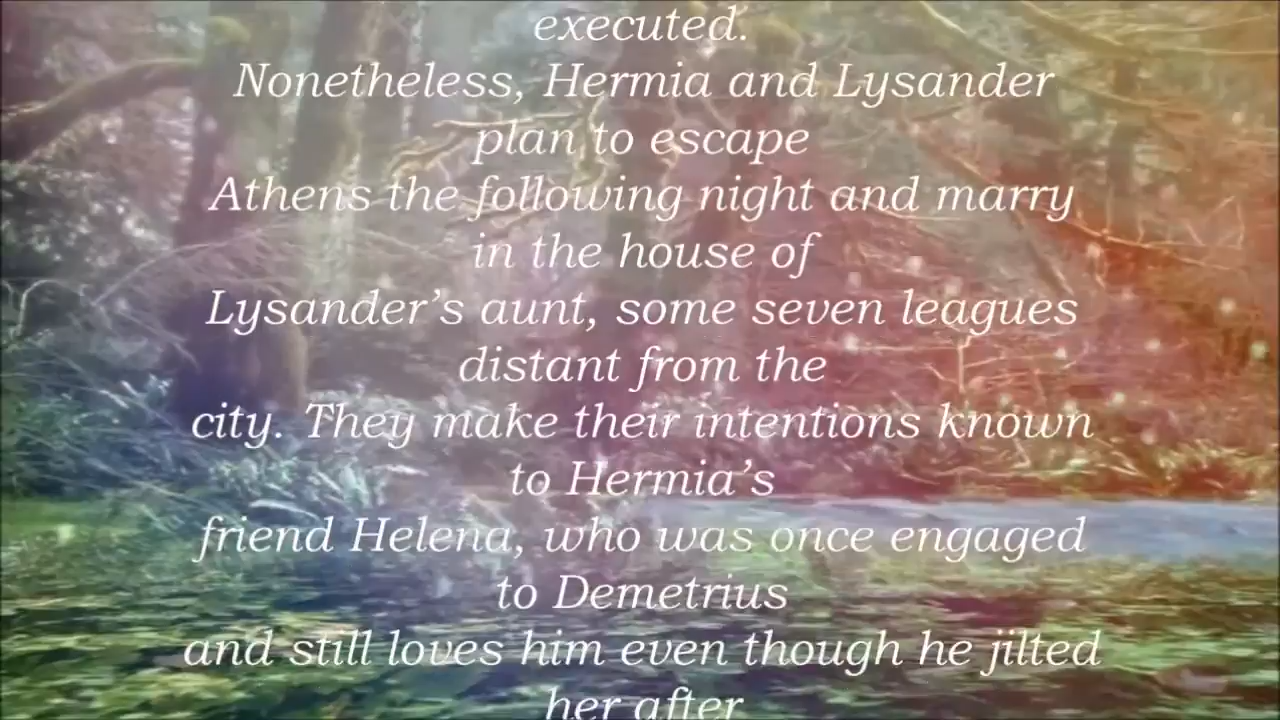 executed.
Nonetheless, Hermia and Lysander
plan to escape
Athens the following night and marry
in the house of
Lysander’s aunt, some seven leagues
distant from the
city. They make their intentions known
to Hermia’s
friend Helena, who was once engaged
to Demetrius
and still loves him even though he jilted
her after